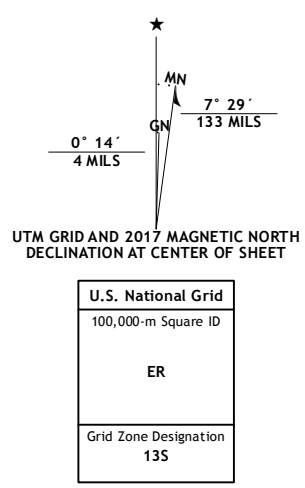 ★
MN
GN
7° 29´
133 MILS
0° 14´
4 MILS
UTM GRID AND 2017 MAGNETIC NORTH
DECLINATION AT CENTER OF SHEET
U.S. National Grid
100,000-m Square ID
ER
Grid Zone Designation
13S